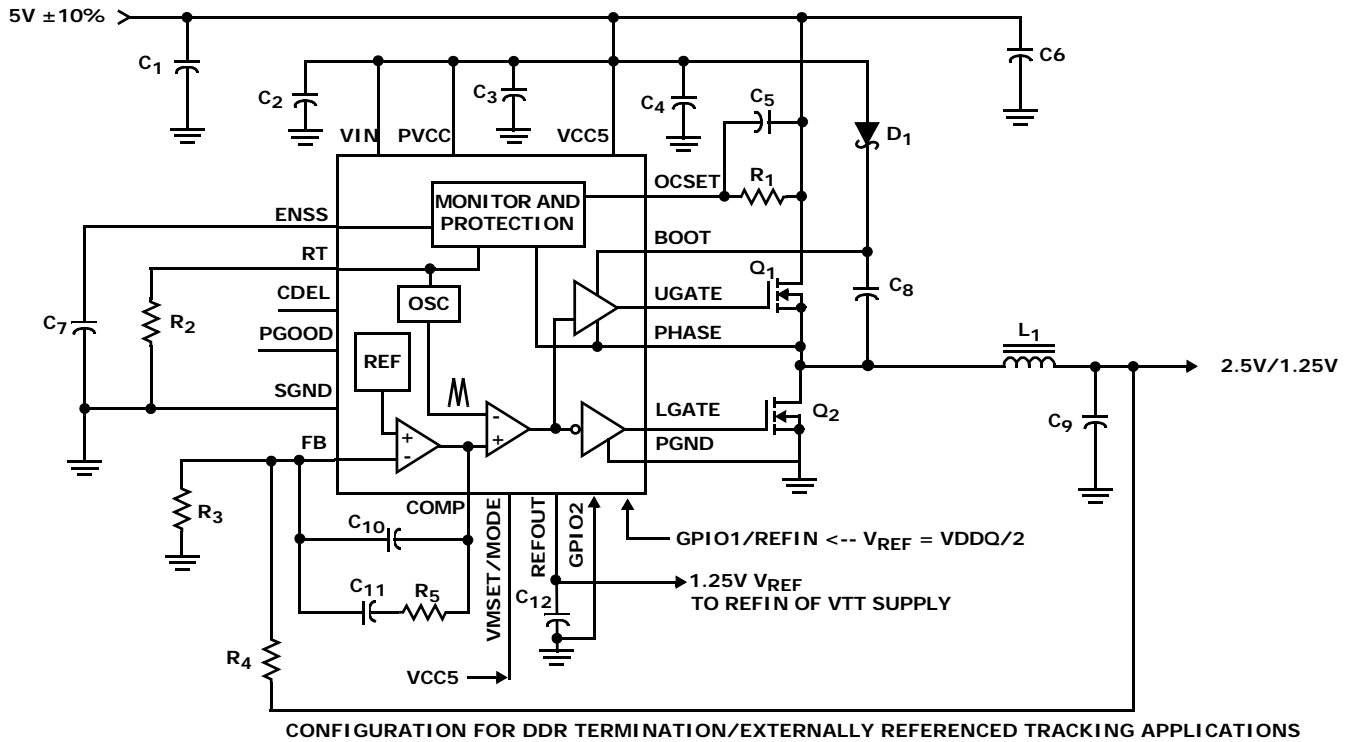 5V ±10%
C1
C2
C3
C4
C5
C6
D1
VIN
PVCC
VCC5
OCSET
R1
MONITOR AND
PROTECTION
ENSS
BOOT
RT
Q1
C8
CDEL
OSC
UGATE
C7
R2
PGOOD
PHASE
L1
REF
2.5V/1.25V
SGND
LGATE
Q2
C9
FB
+
-
-
+
PGND
R3
COMP
VMSET/MODE
REFOUT
GPIO2
C10
GPIO1/REFIN <-- VREF = VDDQ/2
C11
R5
C12
1.25V VREF
TO REFIN OF VTT SUPPLY
R4
VCC5
CONFIGURATION FOR DDR TERMINATION/EXTERNALLY REFERENCED TRACKING APPLICATIONS